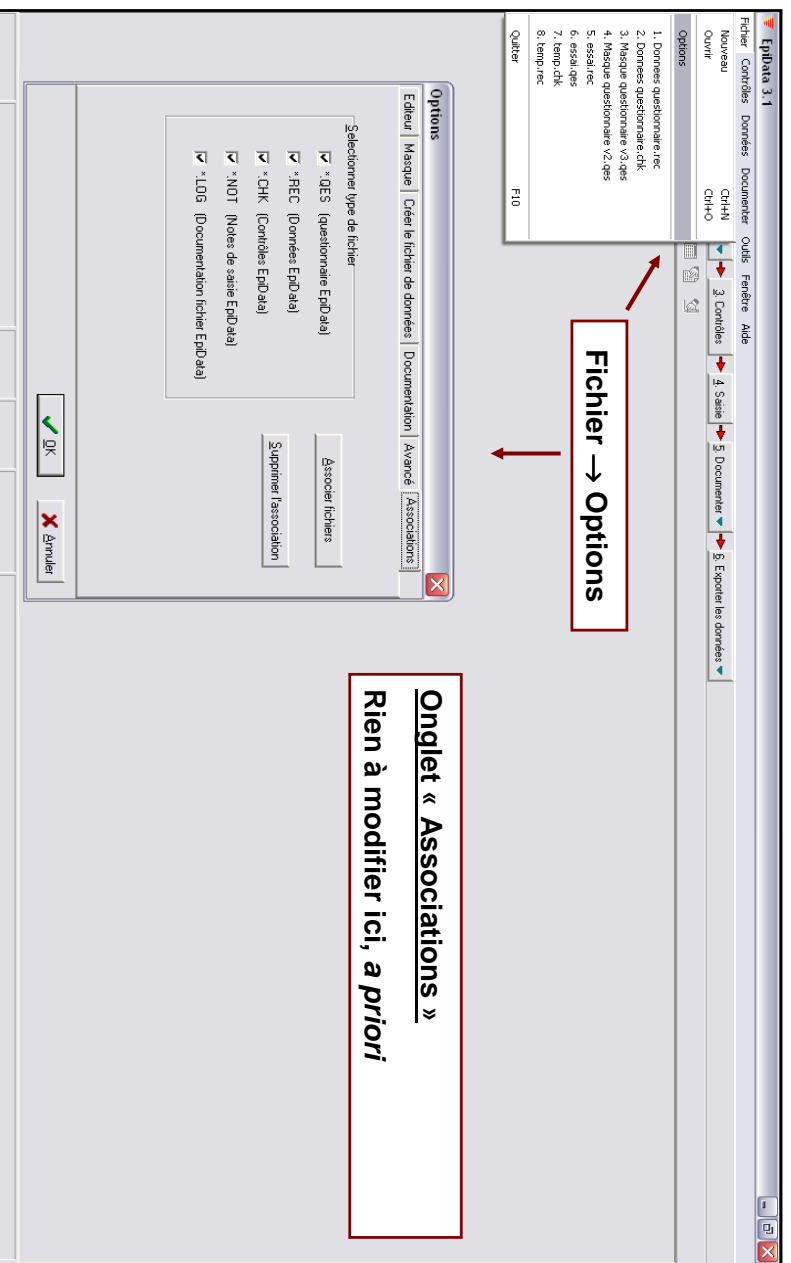 EpiData 3.1
Fichier Contrôles Données Documenter Outils Fenêtre Aide
Nouveau Ctrl+N
Ouvrir Ctrl+O
Options
1. Donnees questionnaire.rec
2. Donnees questionnaire.chk
3. Masque questionnaire v3.qes
4. Masque questionnaire v2.qes
5. essai.rec
6. essai.qes
7. temp.chk
8. temp.rec
Quitter F10
3. Contrôles 4. Saisie 5. Documenter 6. Exporter les données
Fichier → Options
Options
Editeur Masque Créer le fichier de données Documentation Avancé Associations
Selectionner type de fichier
*.QES (questionnaire EpiData)
*.REC (Données EpiData)
*.CHK (Contrôles EpiData)
*.NOT (Notes de saisie EpiData)
*.LOG (Documentation fichier EpiData)
Associer fichiers
Supprimer l'association
OK Annuler
Onglet « Associations »
Rien à modifier ici, a priori